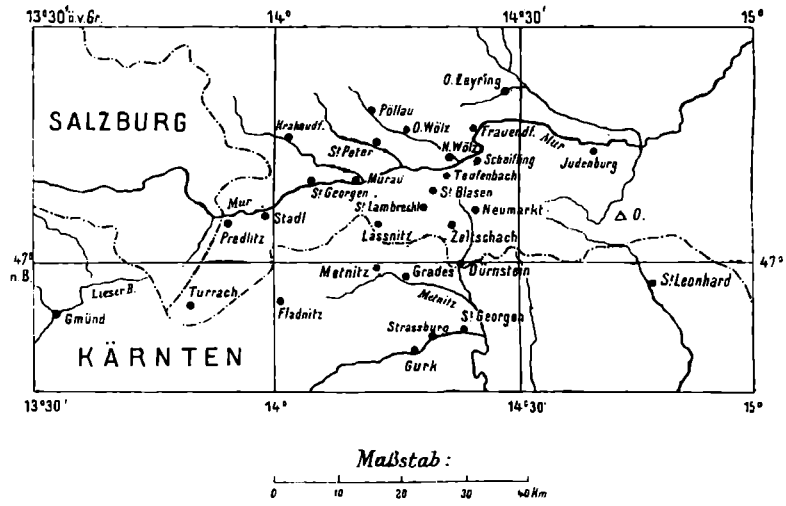 13°30' ö.v.Gr.
14°
14°30'
15°
O. Zeyring
Pöllau
SALZBURG
O. Wölz
Krakaudf.
Frauendf.
Mur
St. Peter
N. Wölz
Scheifling
Judenburg
Teufenbach
Murau
St. Georgen
St. Blasen
Mur
St. Lambrecht
Neumarkt
Stadl
△ O.
Predlitz
Lassnitz
Zeitschach
47°
n.B.
47°
Metnitz
Grades
Dürnstein
St. Leonhard
Lieser B.
Turrach
Metnitz
Fladnitz
Gmünd
St. Georgen
Strassburg
KÄRNTEN
Gurk
13°30'
14°
14°30'
15°
Maßstab :
0 10 20 30 40 Km